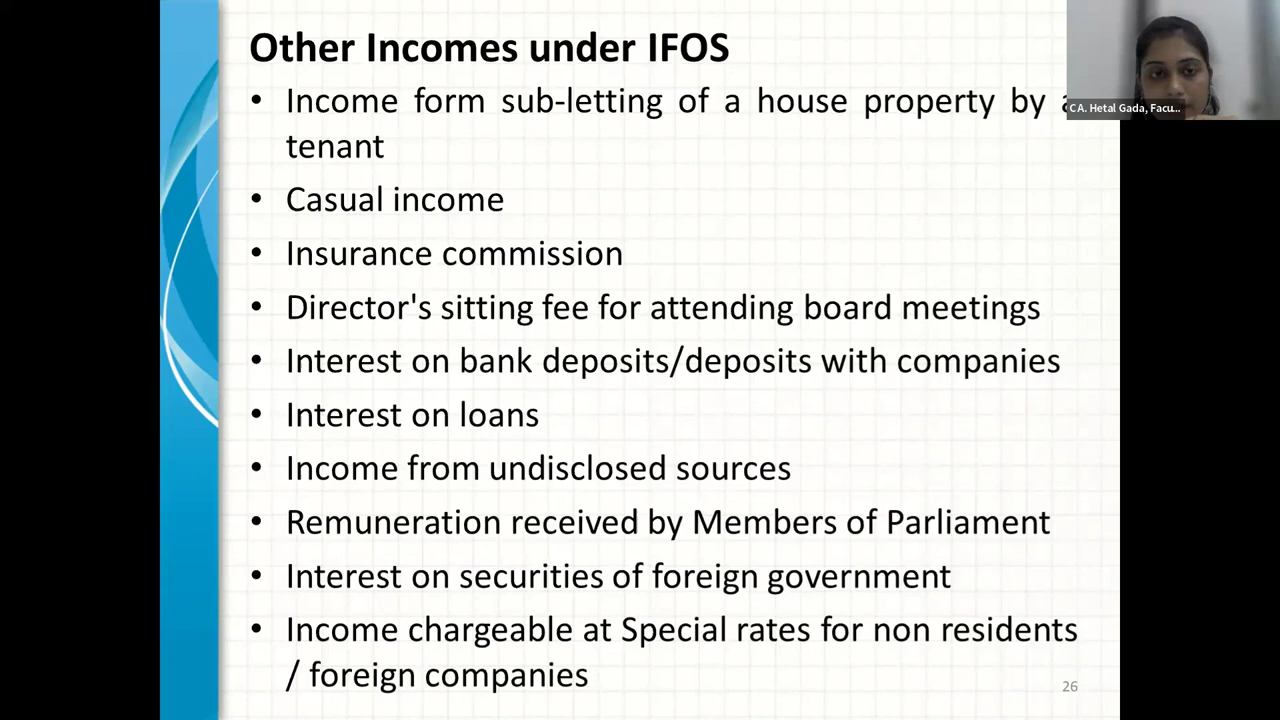 Other Incomes under IFOS
• Income form sub-letting of a house property by a
tenant
• Casual income
• Insurance commission
• Director's sitting fee for attending board meetings
• Interest on bank deposits/deposits with companies
• Interest on loans
• Income from undisclosed sources
• Remuneration received by Members of Parliament
• Interest on securities of foreign government
• Income chargeable at Special rates for non residents
/ foreign companies
26
CA. Hetal Gada, Facu...